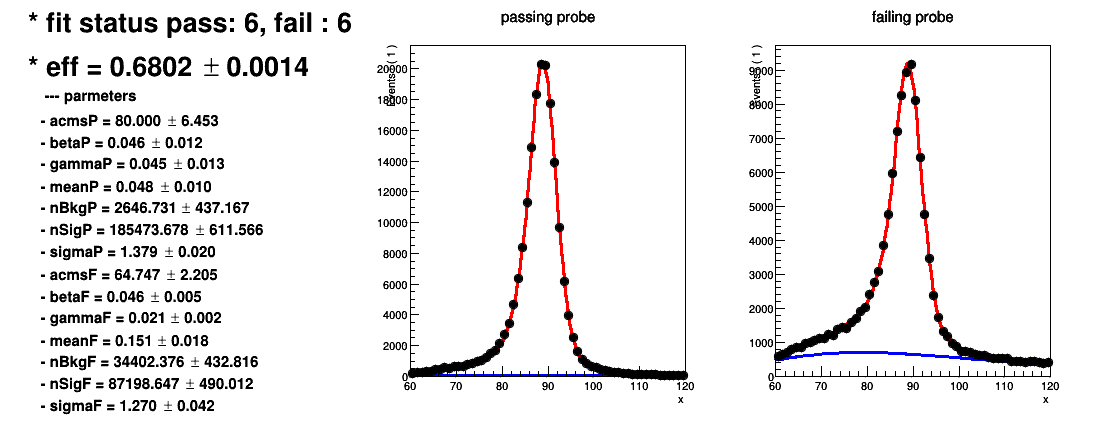 * fit status pass: 6, fail : 6
* eff = 0.6802 ± 0.0014
--- parmeters
- acmsP = 80.000 ± 6.453
- betaP = 0.046 ± 0.012
- gammaP = 0.045 ± 0.013
- meanP = 0.048 ± 0.010
- nBkgP = 2646.731 ± 437.167
- nSigP = 185473.678 ± 611.566
- sigmaP = 1.379 ± 0.020
- acmsF = 64.747 ± 2.205
- betaF = 0.046 ± 0.005
- gammaF = 0.021 ± 0.002
- meanF = 0.151 ± 0.018
- nBkgF = 34402.376 ± 432.816
- nSigF = 87198.647 ± 490.012
- sigmaF = 1.270 ± 0.042
passing probe
Events / ( 1 )
20000
18000
16000
14000
12000
10000
8000
6000
4000
2000
0
60 70 80 90 100 110 120
x
failing probe
Events / ( 1 )
9000
8000
7000
6000
5000
4000
3000
2000
1000
0
60 70 80 90 100 110 120
x